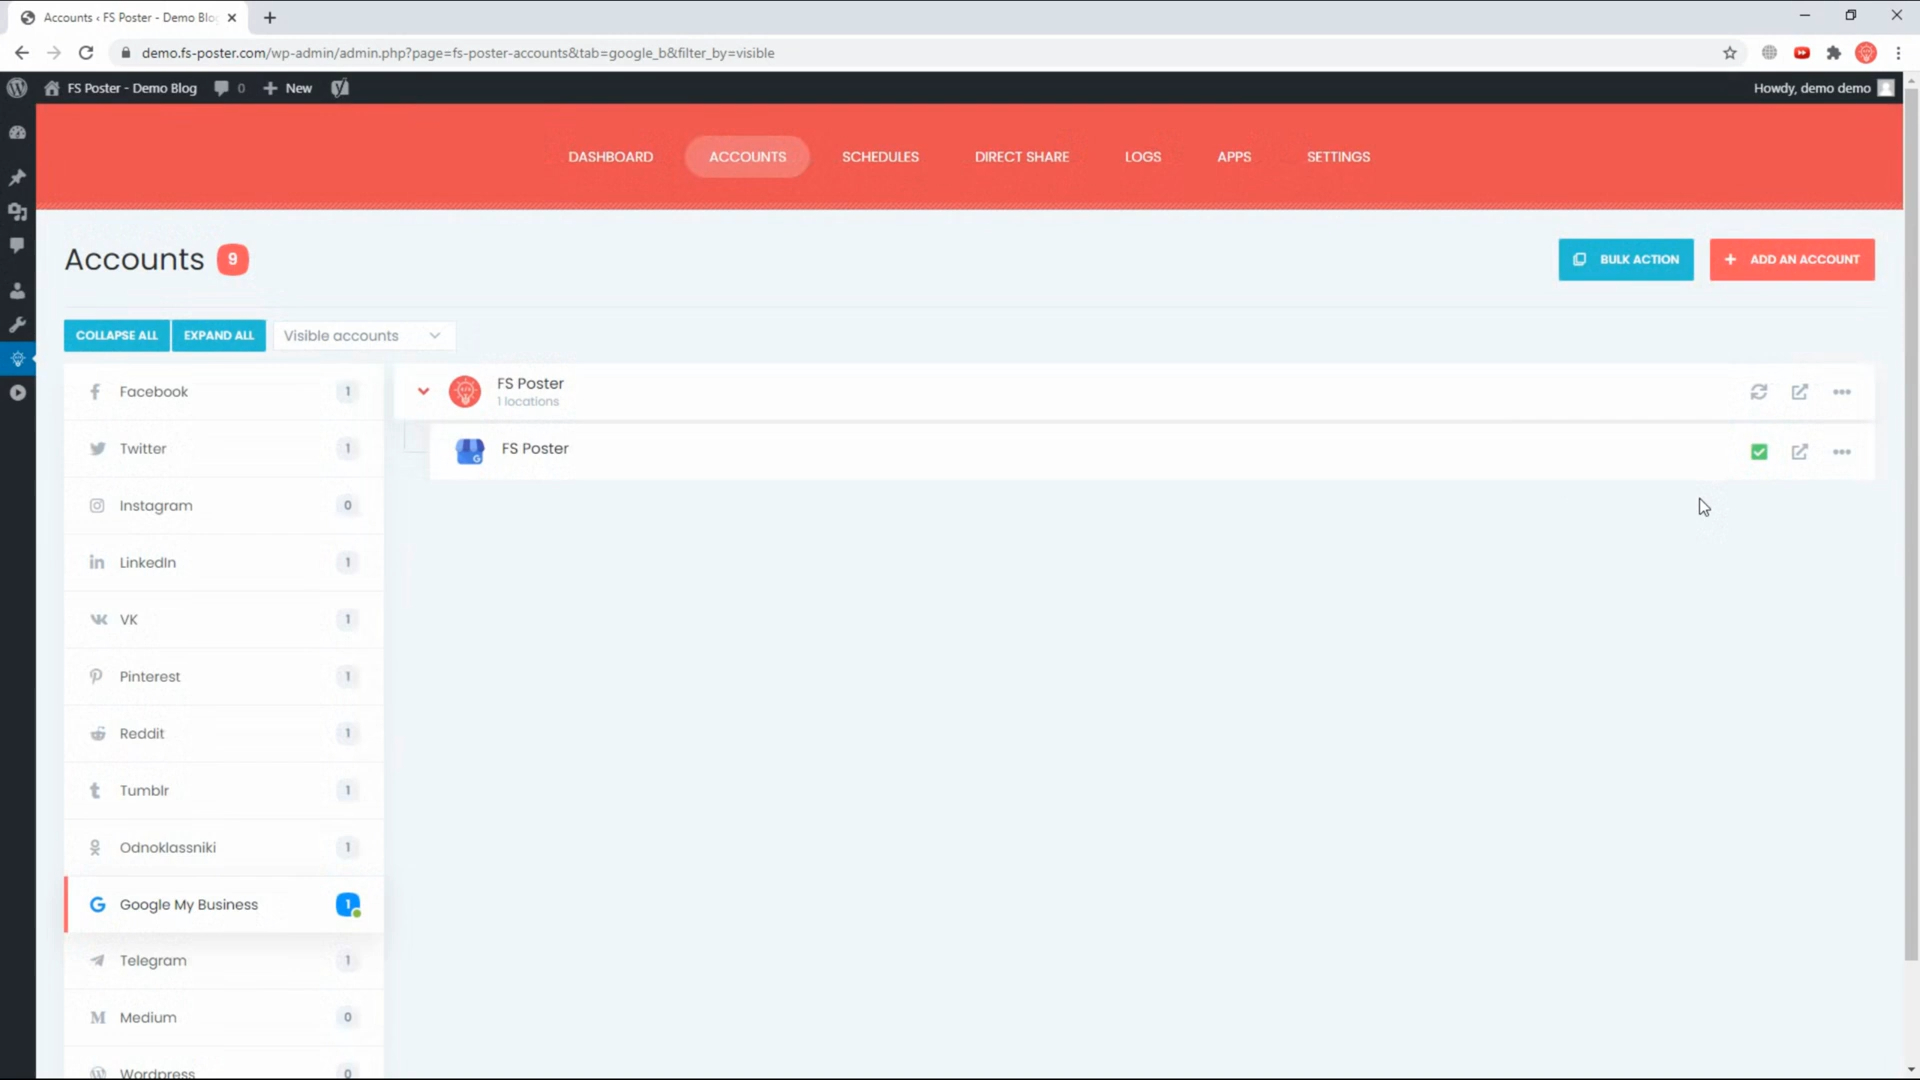 Accounts ‹ FS Poster - Demo Blo
demo.fs-poster.com/wp-admin/admin.php?page=fs-poster-accounts&tab=google_b&filter_by=visible
FS Poster - Demo Blog 0 New Howdy, demo demo
DASHBOARD ACCOUNTS SCHEDULES DIRECT SHARE LOGS APPS SETTINGS
Accounts 9 BULK ACTION ADD AN ACCOUNT
COLLAPSE ALL EXPAND ALL Visible accounts
Facebook 1
Twitter 1
Instagram 0
LinkedIn 1
VK 1
Pinterest 1
Reddit 1
Tumblr 1
Odnoklassniki 1
Google My Business 1
Telegram 1
Medium 0
Wordpress 0
FS Poster
1 locations
FS Poster